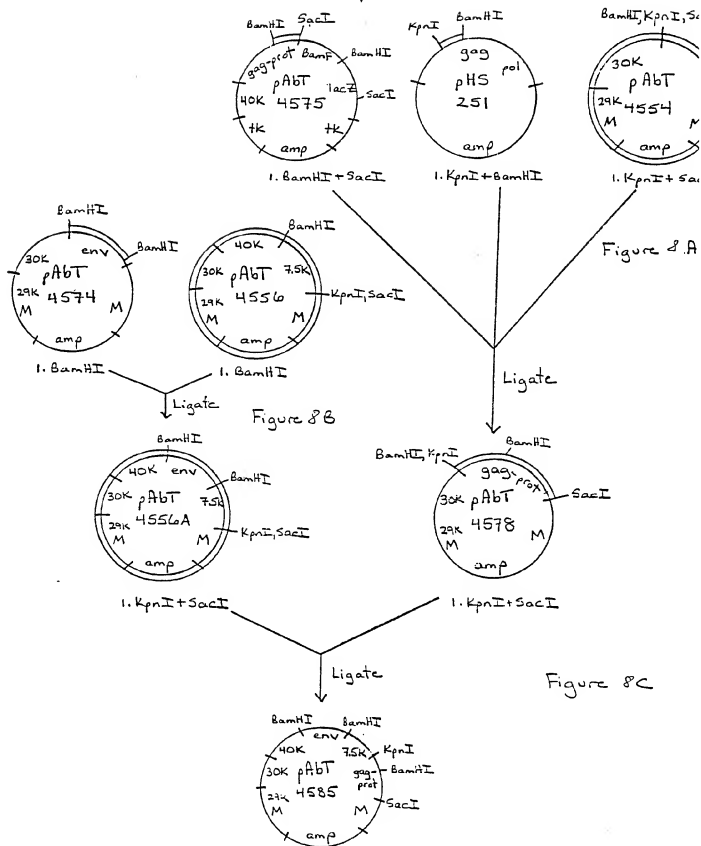 BamHI
SacI
BamHI
gag-prot
BamF
lacZ
SacI
pAbT
4575
40K
tk
tk
amp
1. BamHI + SacI
KpnI
BamHI
gag
pol
pHS
251
amp
1. KpnI + BamHI
BamHI, KpnI, Sac
30K
pAbT
29K
4554
M
M
amp
1. KpnI + Sac
Figure 8A
BamHI
BamHI
env
30K
pAbT
29K
4574
M
M
amp
1. BamHI
BamHI
40K
30K
pAbT
7.5K
29K
4556
KpnI, SacI
M
M
amp
1. BamHI
Ligate
Figure 8B
Ligate
BamHI
40K
env
BamHI
30K
pAbT
7.5K
29K
4556A
KpnI, SacI
M
M
amp
1. KpnI + SacI
BamHI, KpnI
BamHI
gag-prot
SacI
30K
pAbT
29K
4578
M
M
amp
1. KpnI + SacI
Ligate
Figure 8C
BamHI
BamHI
env
40K
7.5K
KpnI
30K
pAbT
gag-
prot
BamHI
29K
4585
SacI
M
M
amp